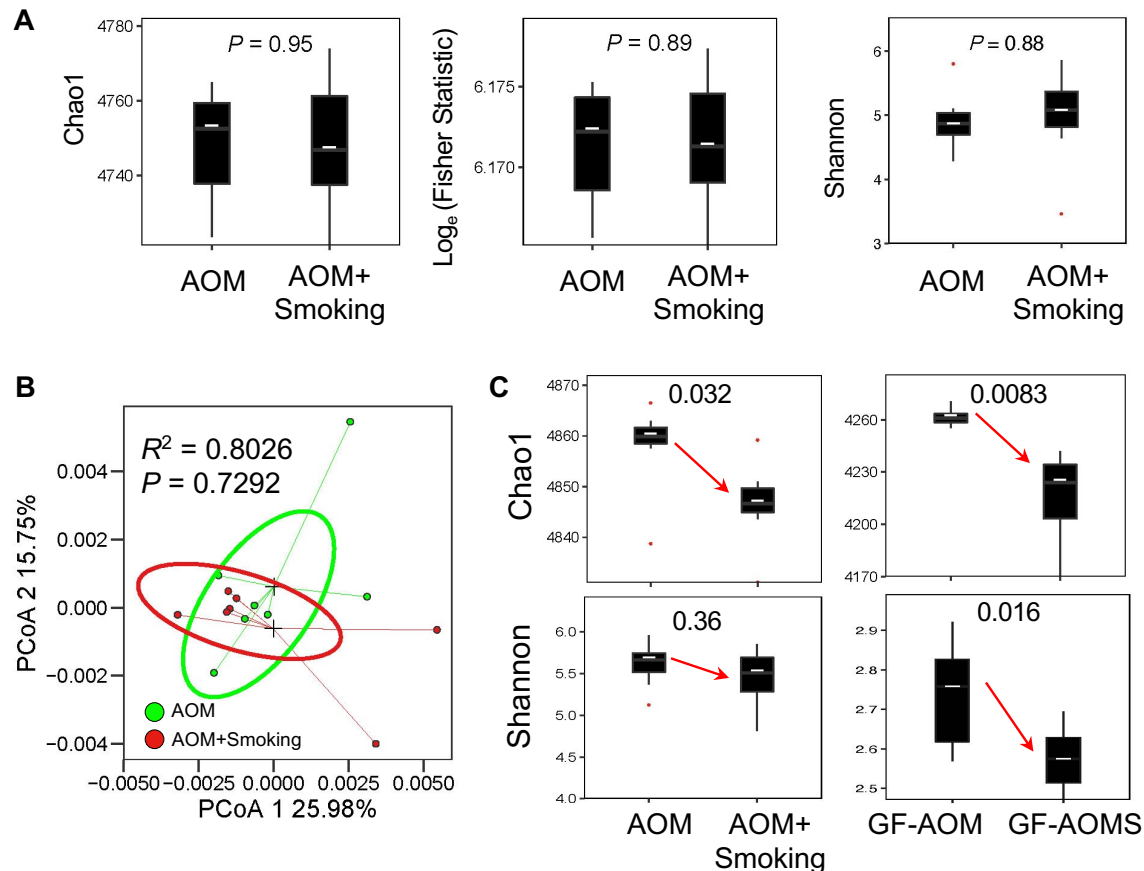 A
Chao1
4780
4760
4740
P = 0.95
AOM
AOM+
Smoking
Logₑ (Fisher Statistic)
6.175
6.170
P = 0.89
AOM
AOM+
Smoking
Shannon
6
5
4
3
P = 0.88
AOM
AOM+
Smoking
B
PCoA 2 15.75%
0.004
0.002
0.000
−0.002
−0.004
R² = 0.8026
P = 0.7292
AOM
AOM+Smoking
−0.0050
−0.0025
0.0000
0.0025
0.0050
PCoA 1 25.98%
C
Chao1
4870
4860
4850
4840
0.032
4260
4230
4200
4170
0.0083
Shannon
6.0
5.5
5.0
4.0
0.36
AOM
AOM+
Smoking
2.9
2.8
2.7
2.6
2.5
0.016
GF-AOM
GF-AOMS